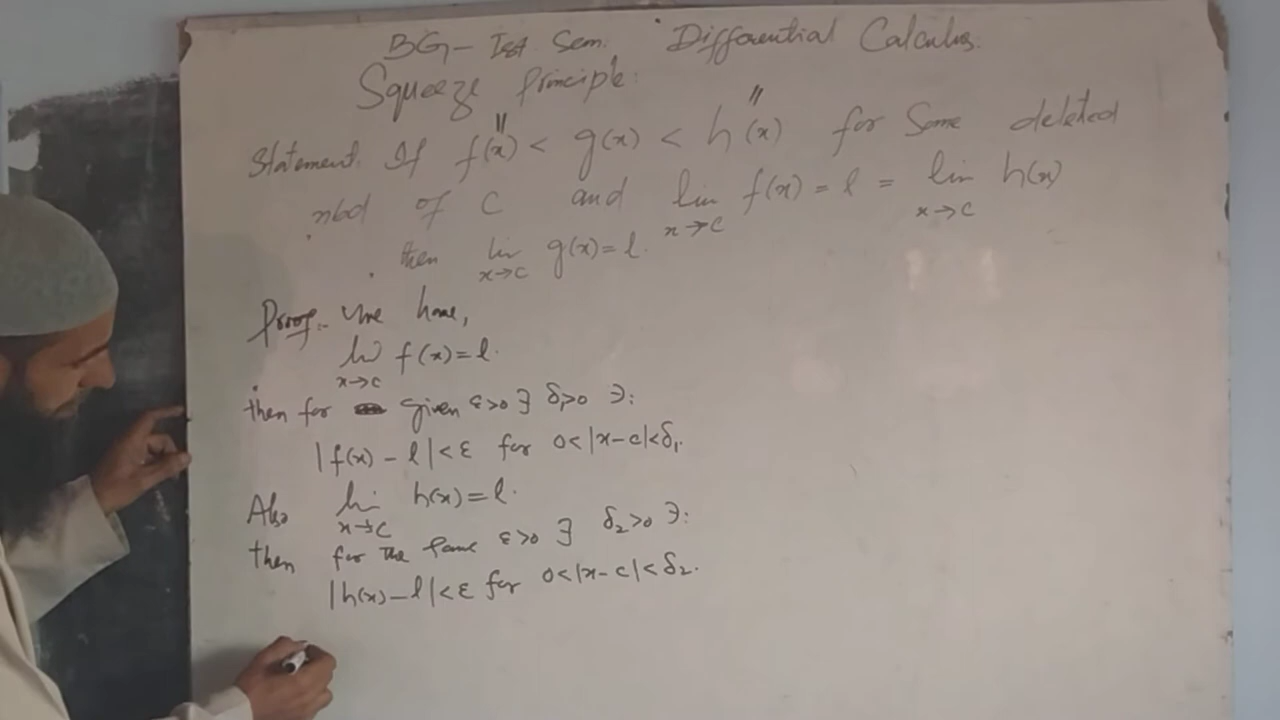 BG- Ist Sem. Differential Calculus.
Squeeze Principle:
Statement. If f(x) < g(x) < h(x) for Some deleted
nbd of C and lim x→c f(x) = l = lim x→c h(x)
then lim x→c g(x) = l.
Proof:- We have,
lim x→c f(x) = l.
then for given ε>0 ∃ δ₁>0 ∋:
|f(x) - l| < ε for 0<|x-c|<δ₁.
Also lim x→c h(x) = l.
then for the same ε>0 ∃ δ₂>0 ∋:
|h(x) - l| < ε for 0<|x-c|<δ₂.